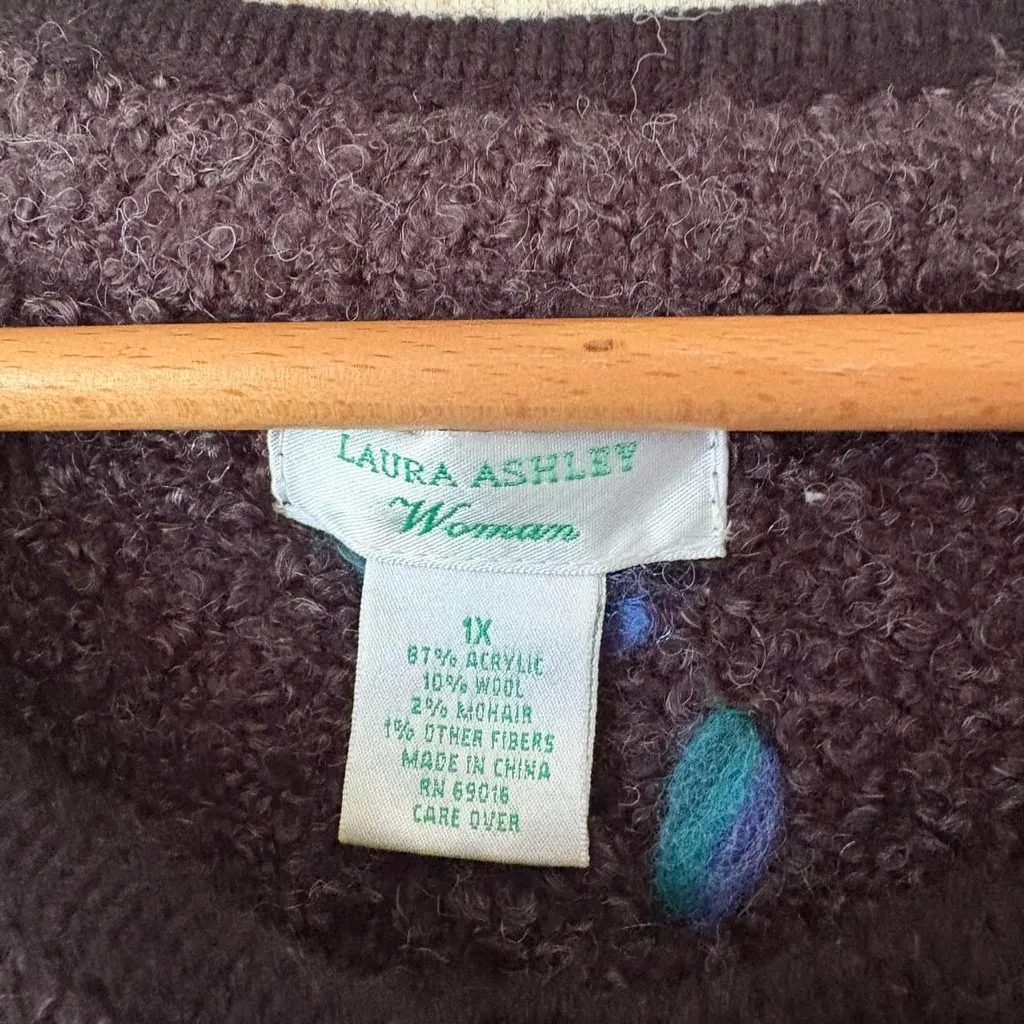 LAURA ASHLEY
Woman
1X
87% ACRYLIC
10% WOOL
2% MOHAIR
1% OTHER FIBERS
MADE IN CHINA
RN 69016
CARE OVER